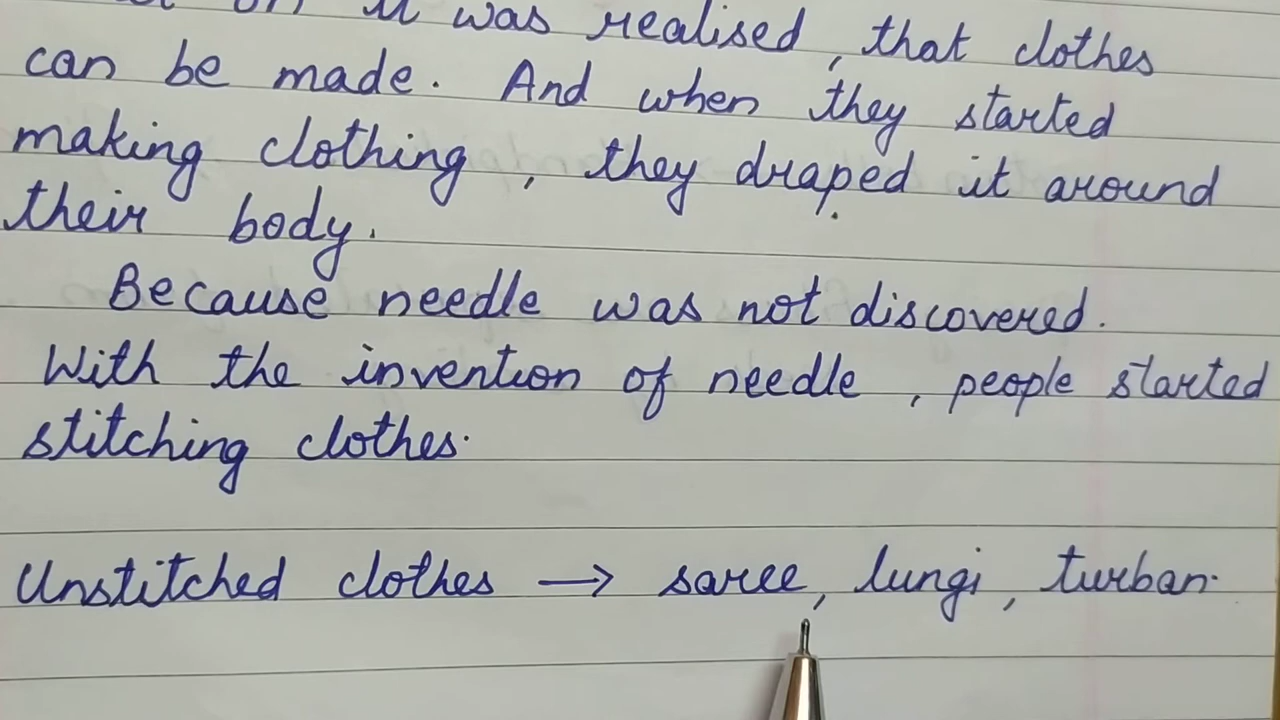 it was realised, that clothes
can be made. And when they started
making clothing, they draped it around
their body.
Because needle was not discovered.
With the invention of needle, people started
stitching clothes.
Unstitched clothes → saree, lungi, turban.